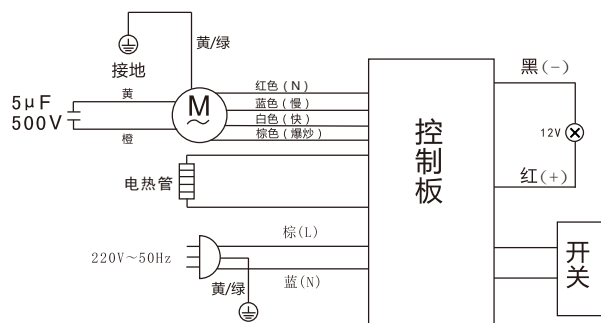 黄/绿
接地
黄
5μF
500V
橙
M
红色（N）
蓝色（慢）
白色（快）
棕色（爆炒）
电热管
220V～50Hz
棕(L)
蓝(N)
黄/绿
控制板
黑(-)
12V
红(+)
开关